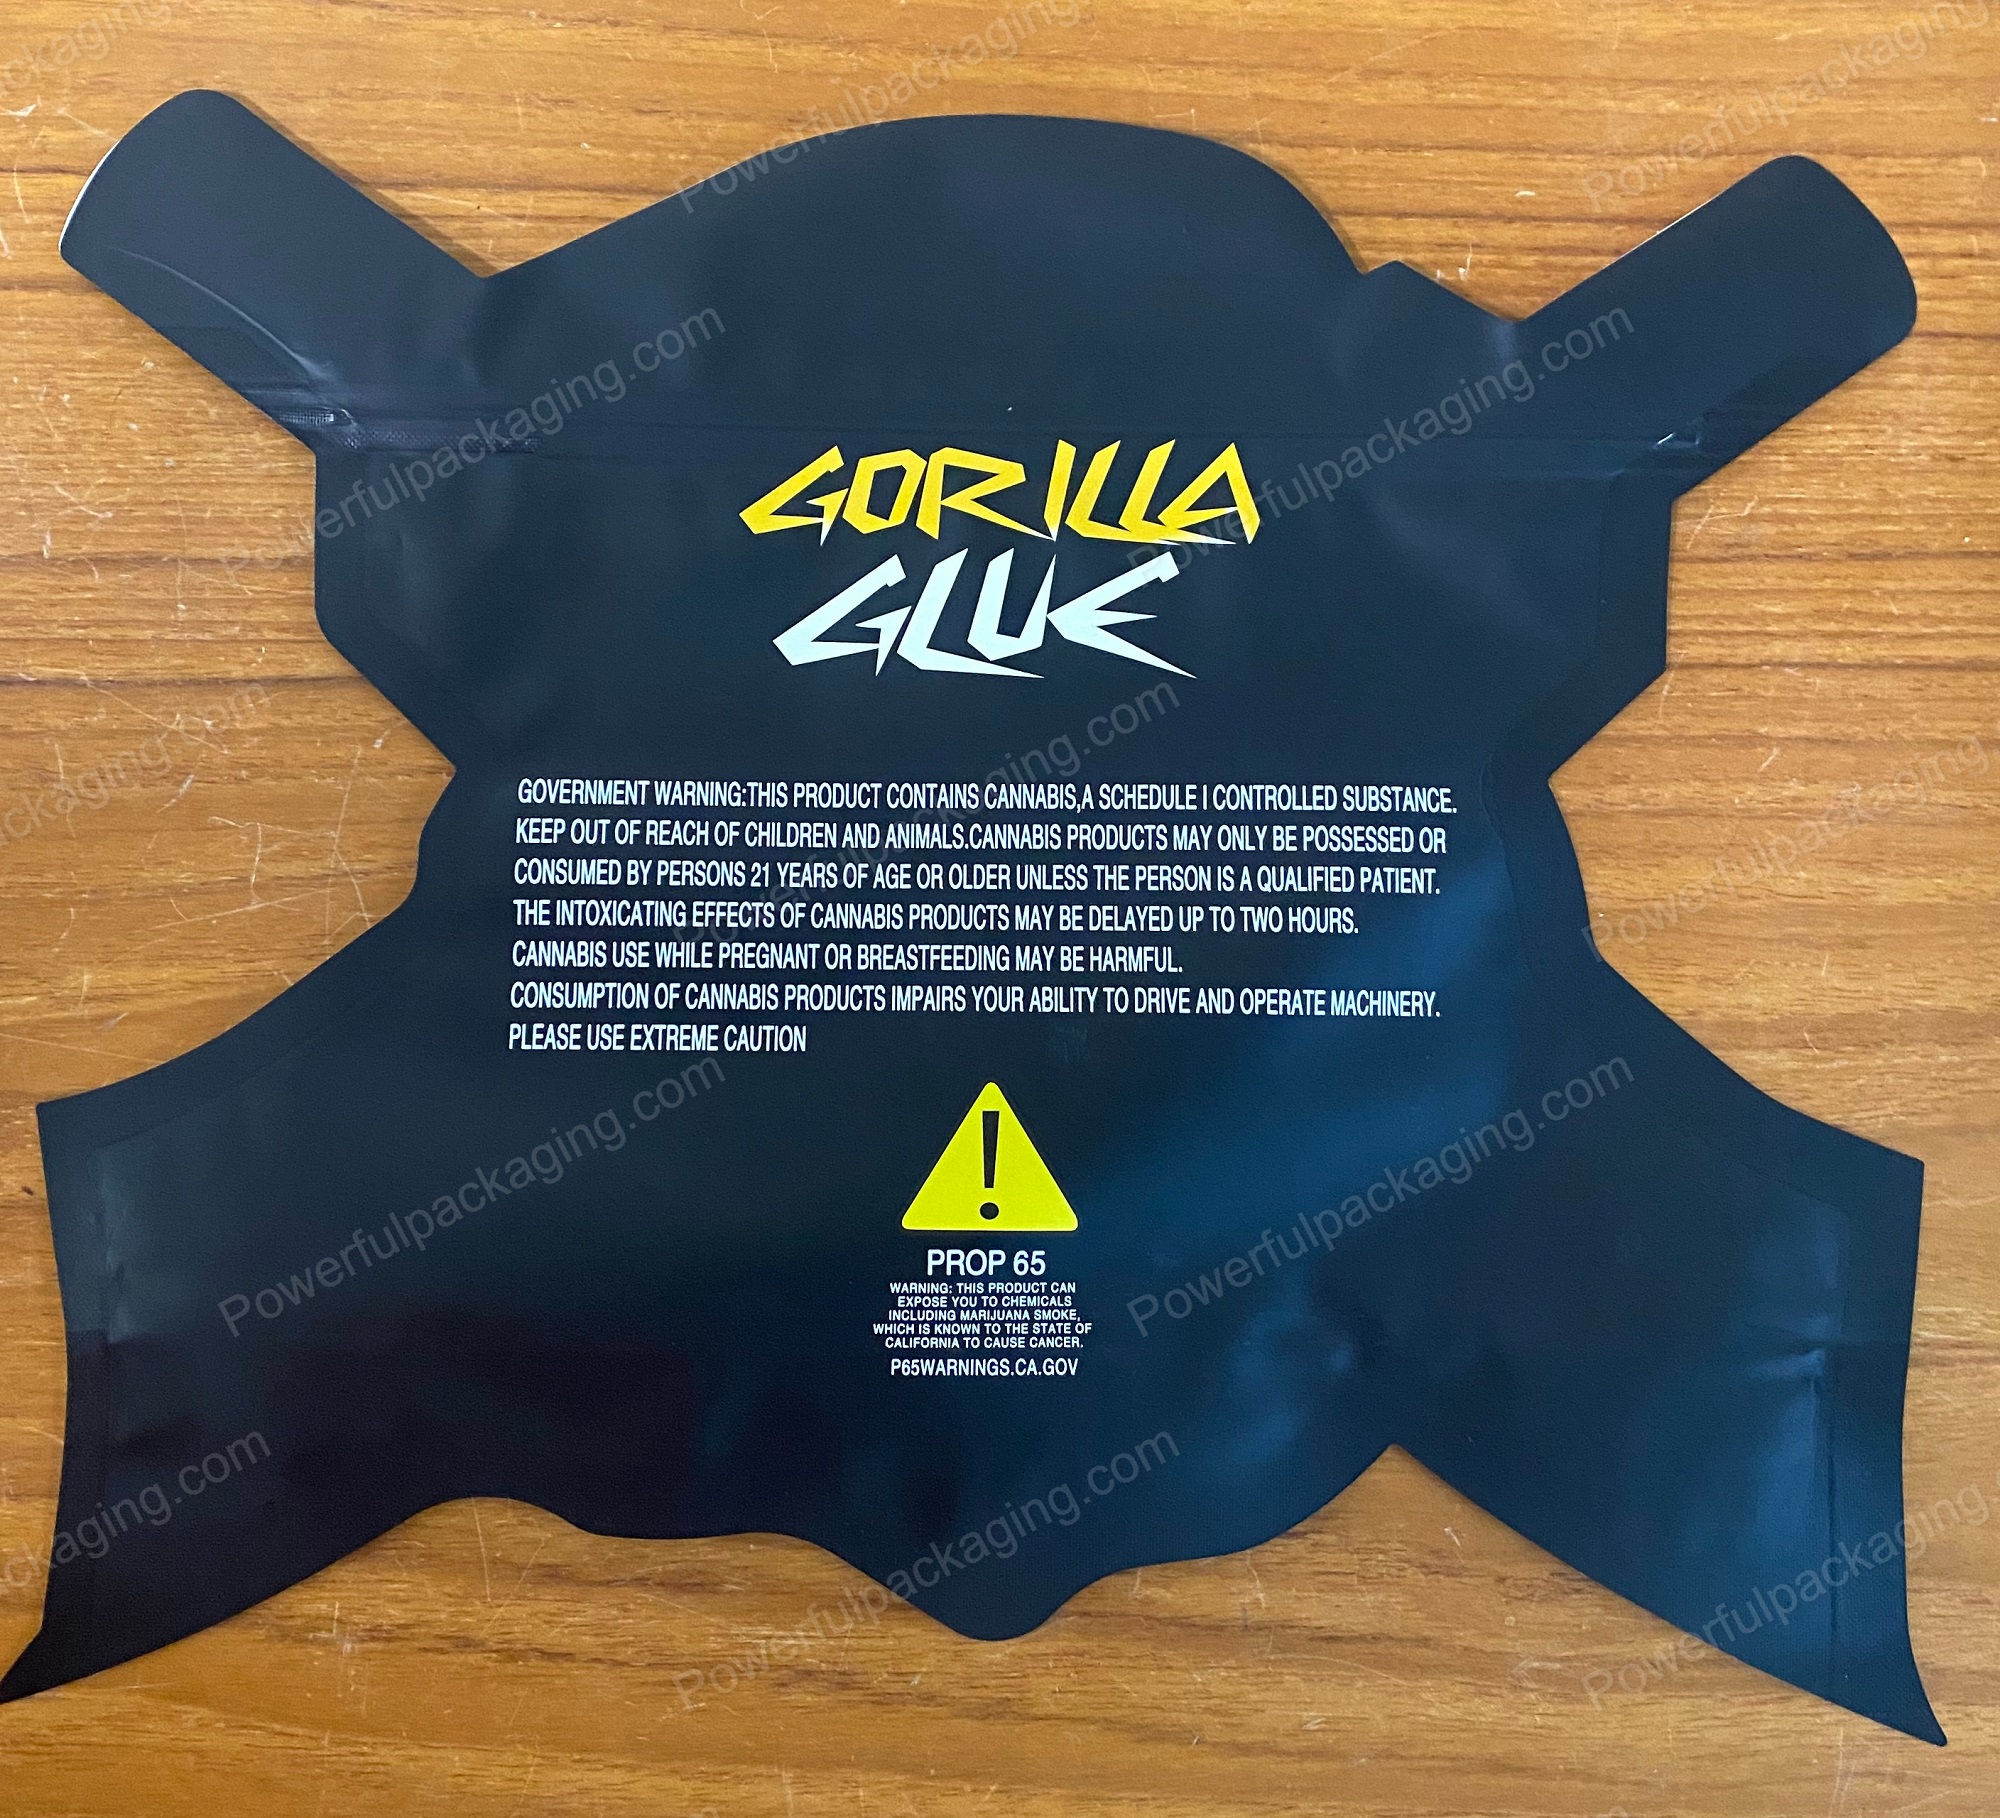 GORILLA
GLUE
GOVERNMENT WARNING:THIS PRODUCT CONTAINS CANNABIS,A SCHEDULE I CONTROLLED SUBSTANCE.
KEEP OUT OF REACH OF CHILDREN AND ANIMALS.CANNABIS PRODUCTS MAY ONLY BE POSSESSED OR
CONSUMED BY PERSONS 21 YEARS OF AGE OR OLDER UNLESS THE PERSON IS A QUALIFIED PATIENT.
THE INTOXICATING EFFECTS OF CANNABIS PRODUCTS MAY BE DELAYED UP TO TWO HOURS.
CANNABIS USE WHILE PREGNANT OR BREASTFEEDING MAY BE HARMFUL.
CONSUMPTION OF CANNABIS PRODUCTS IMPAIRS YOUR ABILITY TO DRIVE AND OPERATE MACHINERY.
PLEASE USE EXTREME CAUTION
!
PROP 65
WARNING: THIS PRODUCT CAN
EXPOSE YOU TO CHEMICALS
INCLUDING MARIJUANA SMOKE,
WHICH IS KNOWN TO THE STATE OF
CALIFORNIA TO CAUSE CANCER.
P65WARNINGS.CA.GOV
Powerfulpackaging.com